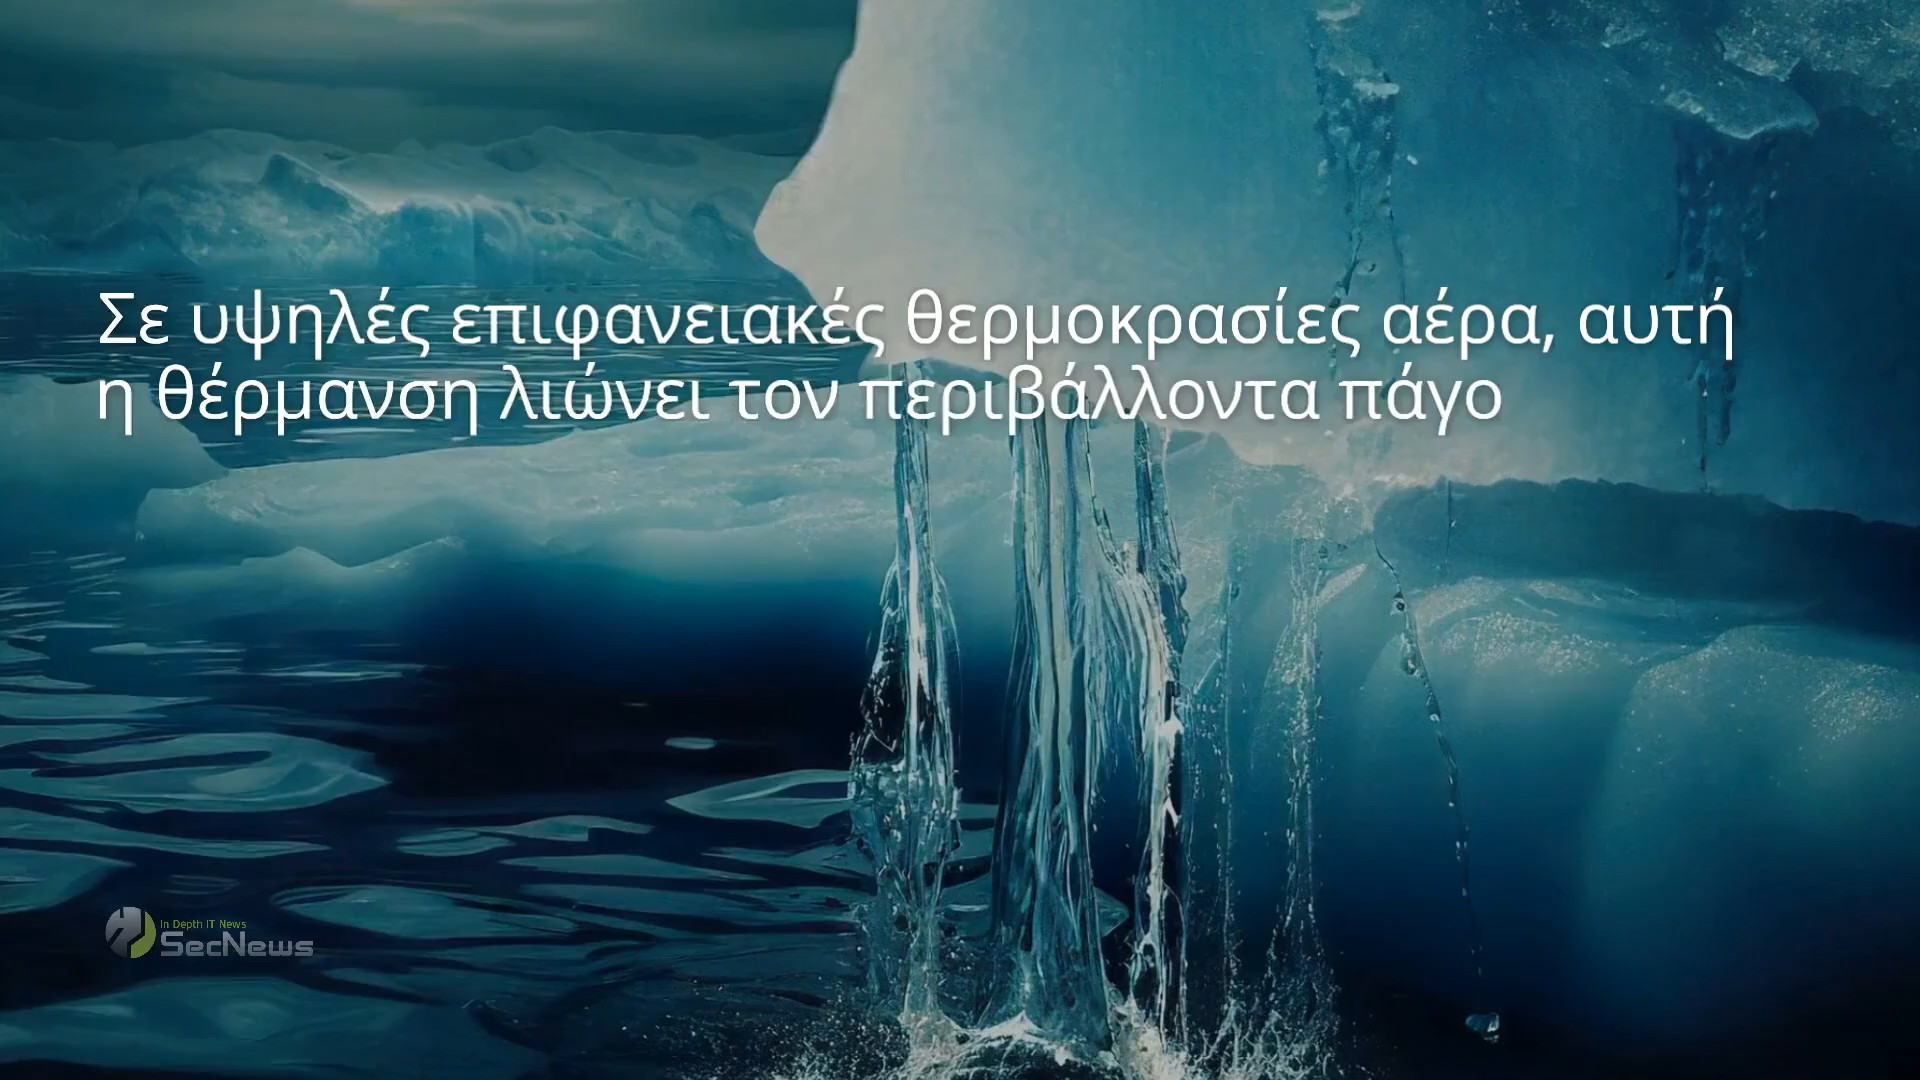 Σε υψηλές επιφανειακές θερμοκρασίες αέρα, αυτή
η θέρμανση λιώνει τον περιβάλλοντα πάγο
In Depth IT News
SecNews